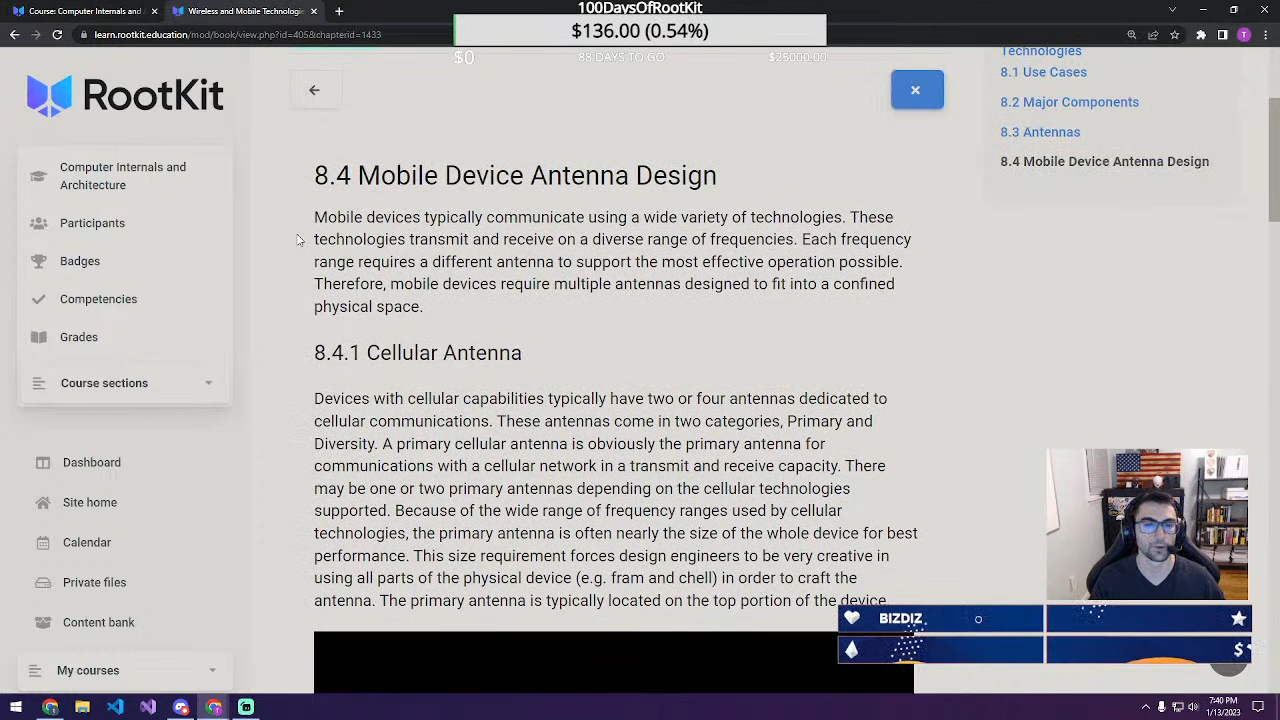 Computer Internals and
Wireless and Mobile Technolog
100DaysOfRootKit
learn.rootkit.education/mod/book/view.php?id=405&chapterid=1433
$136.00 (0.54%)
$0
88 DAYS TO GO
$25000.00
RootKit
Computer Internals and
Architecture
Participants
Badges
Competencies
Grades
Course sections
Dashboard
Site home
Calendar
Private files
Content bank
My courses
8.4 Mobile Device Antenna Design
Mobile devices typically communicate using a wide variety of technologies. These
technologies transmit and receive on a diverse range of frequencies. Each frequency
range requires a different antenna to support the most effective operation possible.
Therefore, mobile devices require multiple antennas designed to fit into a confined
physical space.
8.4.1 Cellular Antenna
Devices with cellular capabilities typically have two or four antennas dedicated to
cellular communications. These antennas come in two categories, Primary and
Diversity. A primary cellular antenna is obviously the primary antenna for
communications with a cellular network in a transmit and receive capacity. There
may be one or two primary antennas depending on the cellular technologies
supported. Because of the wide range of frequency ranges used by cellular
technologies, the primary antenna is often nearly the size of the whole device for best
performance. This size requirement forces design engineers to be very creative in
using all parts of the physical device (e.g. fram and chell) in order to craft the
antenna. The primary antenna is typically located on the top portion of the device
Technologies
8.1 Use Cases
8.2 Major Components
8.3 Antennas
8.4 Mobile Device Antenna Design
BIZDIZ
$
T
7:40 PM
1/13/2023